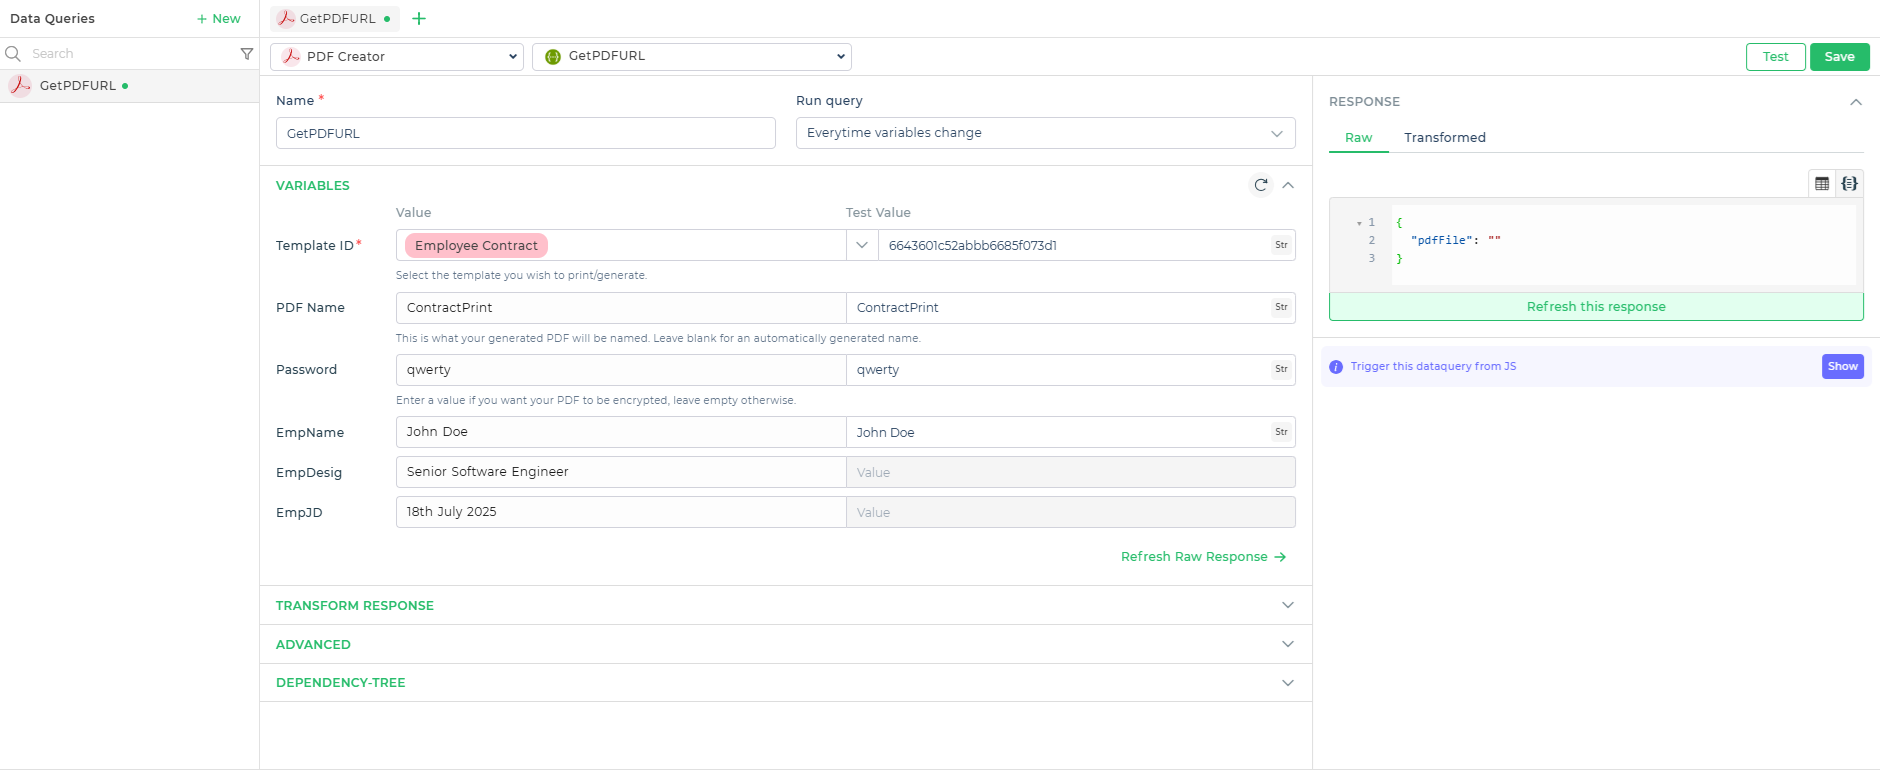 Data Queries
+ New
Search
GetPDFURL
GetPDFURL
PDF Creator
GetPDFURL
Test
Save
Name *
Run query
GetPDFURL
Everytime variables change
VARIABLES
Value
Test Value
Template ID *
Employee Contract
6643601c52abbb6685f073d1
Str
Select the template you wish to print/generate.
PDF Name
ContractPrint
ContractPrint
Str
This is what your generated PDF will be named. Leave blank for an automatically generated name.
Password
qwerty
qwerty
Str
Enter a value if you want your PDF to be encrypted, leave empty otherwise.
EmpName
John Doe
John Doe
Str
EmpDesig
Senior Software Engineer
Value
EmpJD
18th July 2025
Value
Refresh Raw Response →
TRANSFORM RESPONSE
ADVANCED
DEPENDENCY-TREE
RESPONSE
Raw
Transformed
1 {
2 "pdfFile": ""
3 }
Refresh this response
Trigger this dataquery from JS
Show